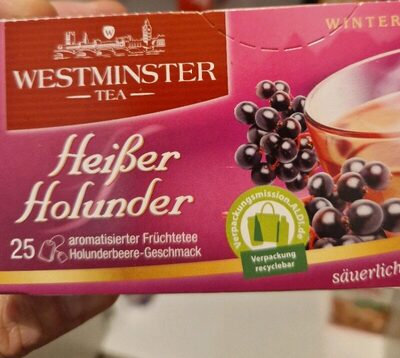 WINTER
W
WESTMINSTER
TEA
Heißer
Holunder
25 aromatisierter Früchtetee
Holunderbeere-Geschmack
Verpackungsmission.ALDI.de
Verpackung
recyclebar
säuerlich